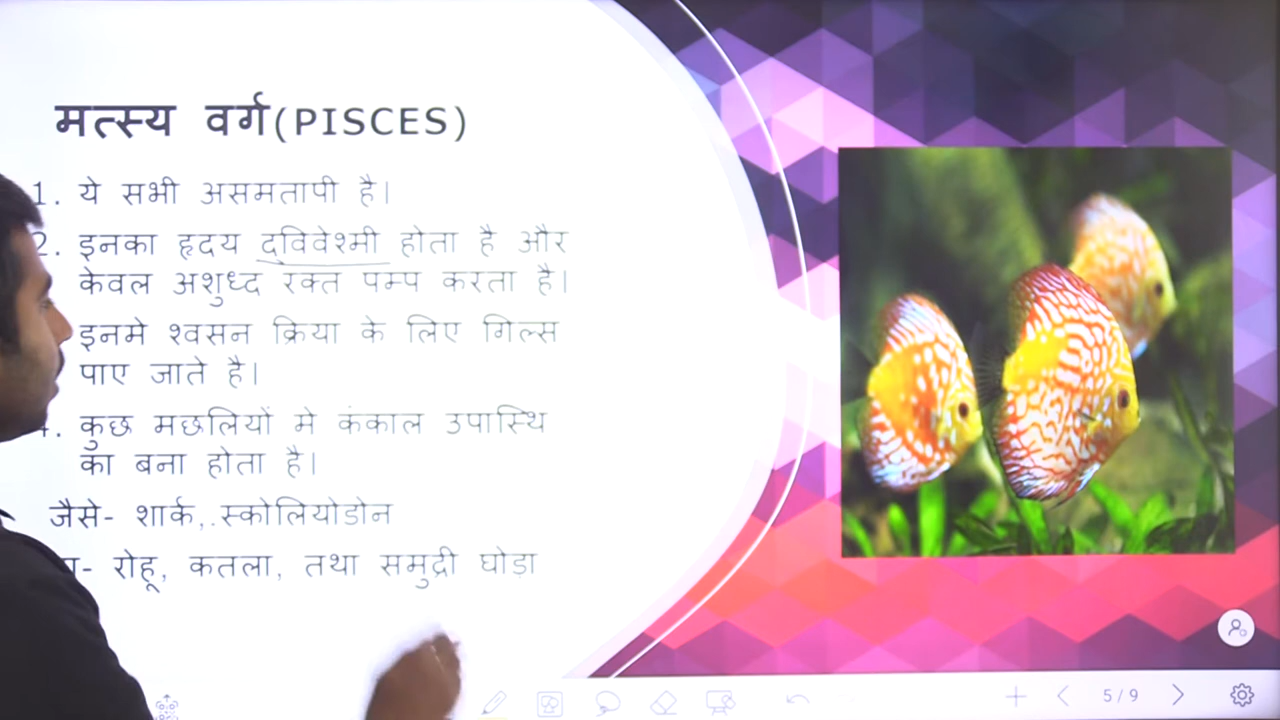 मत्स्य वर्ग(PISCES)
1. ये सभी असमतापी है।
2. इनका हृदय दुविवेश्मी होता है और
केवल अशुध्द रक्त पम्प करता है।
इनमे श्वसन क्रिया के लिए गिल्स
पाए जाते है।
4. कुछ मछलियों मे कंकाल उपास्थि
का बना होता है।
जैसे- शार्क,.स्कोलियोडोन
रोहू, कतला, तथा समुद्री घोड़ा
5/9